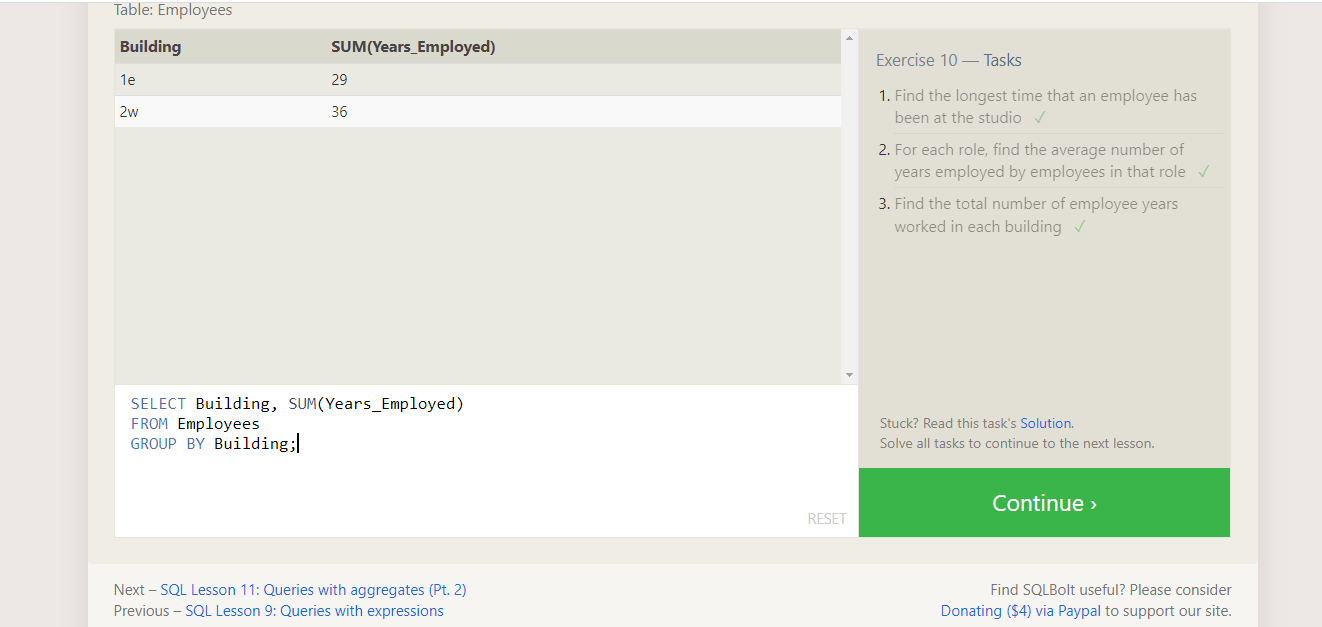 Table: Employees
Building SUM(Years_Employed)
1e 29
2w 36
SELECT Building, SUM(Years_Employed)
FROM Employees
GROUP BY Building;
RESET
Exercise 10 — Tasks
1. Find the longest time that an employee has
been at the studio ✓
2. For each role, find the average number of
years employed by employees in that role ✓
3. Find the total number of employee years
worked in each building ✓
Stuck? Read this task's Solution.
Solve all tasks to continue to the next lesson.
Continue ›
Next – SQL Lesson 11: Queries with aggregates (Pt. 2)
Previous – SQL Lesson 9: Queries with expressions
Find SQLBolt useful? Please consider
Donating ($4) via Paypal to support our site.